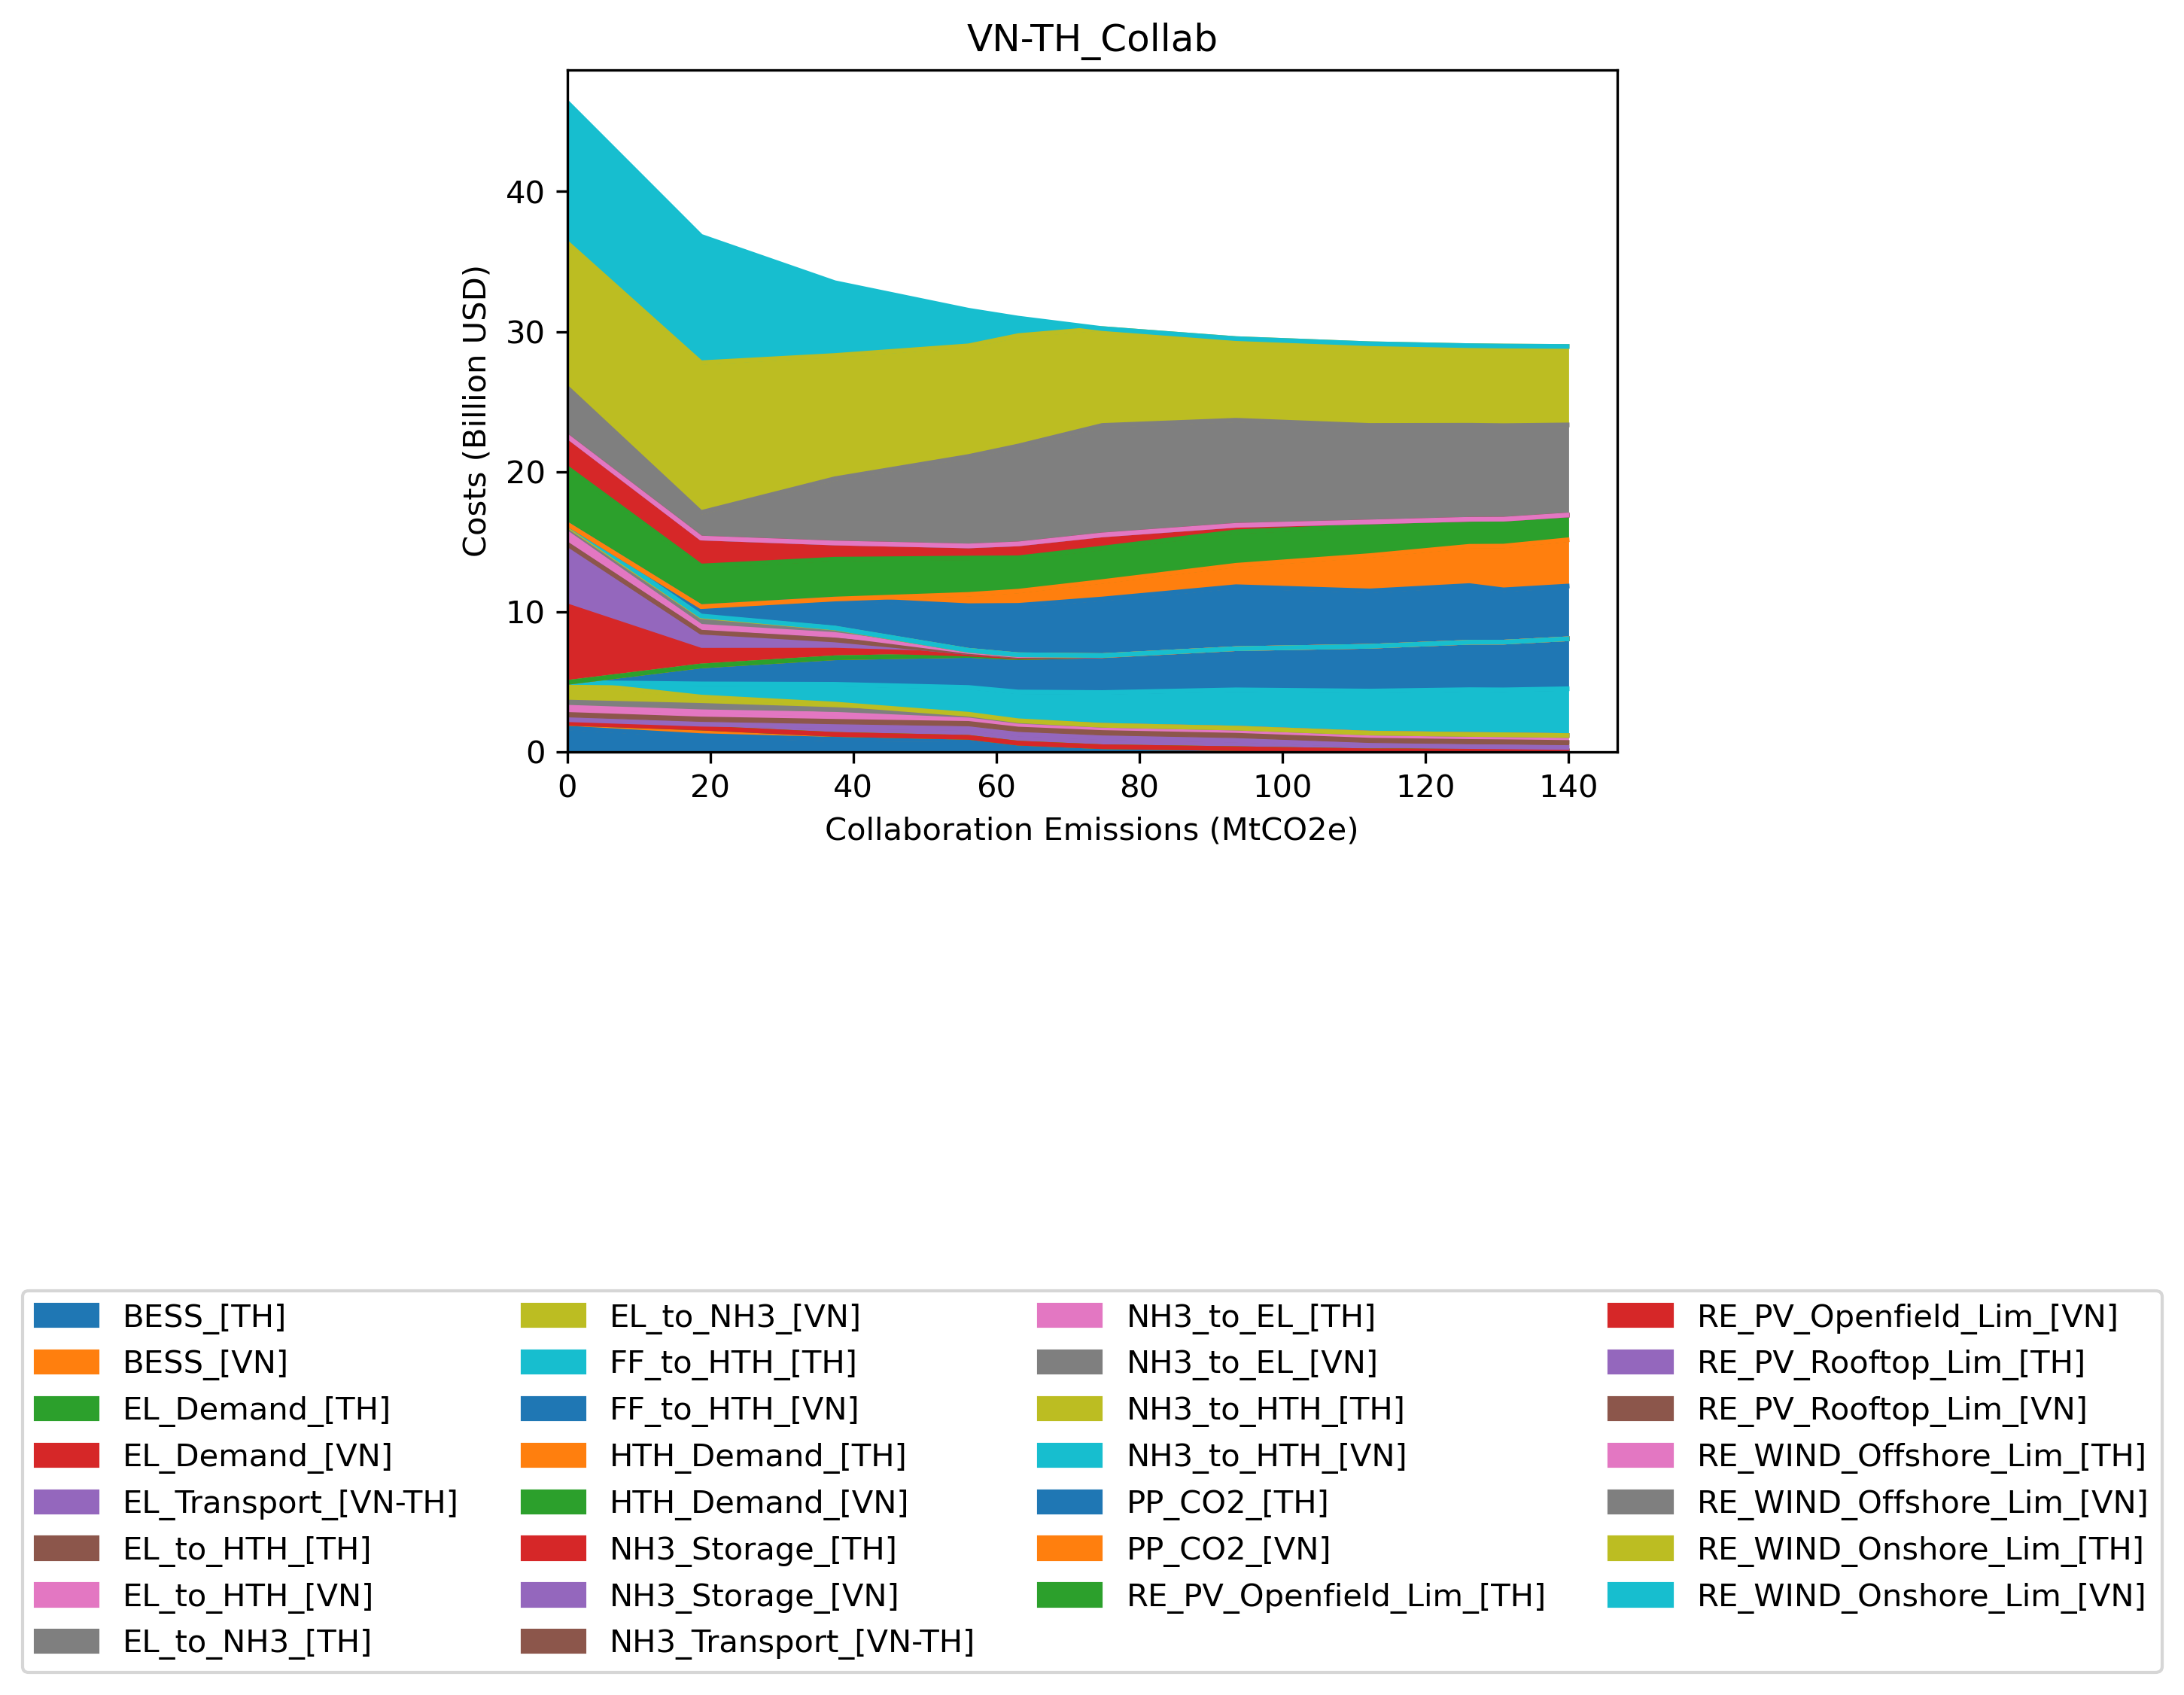 VN-TH_Collab
Costs (Billion USD)
40
30
20
10
0
0 20 40 60 80 100 120 140
Collaboration Emissions (MtCO2e)
BESS_[TH]
BESS_[VN]
EL_Demand_[TH]
EL_Demand_[VN]
EL_Transport_[VN-TH]
EL_to_HTH_[TH]
EL_to_HTH_[VN]
EL_to_NH3_[TH]
EL_to_NH3_[VN]
FF_to_HTH_[TH]
FF_to_HTH_[VN]
HTH_Demand_[TH]
HTH_Demand_[VN]
NH3_Storage_[TH]
NH3_Storage_[VN]
NH3_Transport_[VN-TH]
NH3_to_EL_[TH]
NH3_to_EL_[VN]
NH3_to_HTH_[TH]
NH3_to_HTH_[VN]
PP_CO2_[TH]
PP_CO2_[VN]
RE_PV_Openfield_Lim_[TH]
RE_PV_Openfield_Lim_[VN]
RE_PV_Rooftop_Lim_[TH]
RE_PV_Rooftop_Lim_[VN]
RE_WIND_Offshore_Lim_[TH]
RE_WIND_Offshore_Lim_[VN]
RE_WIND_Onshore_Lim_[TH]
RE_WIND_Onshore_Lim_[VN]